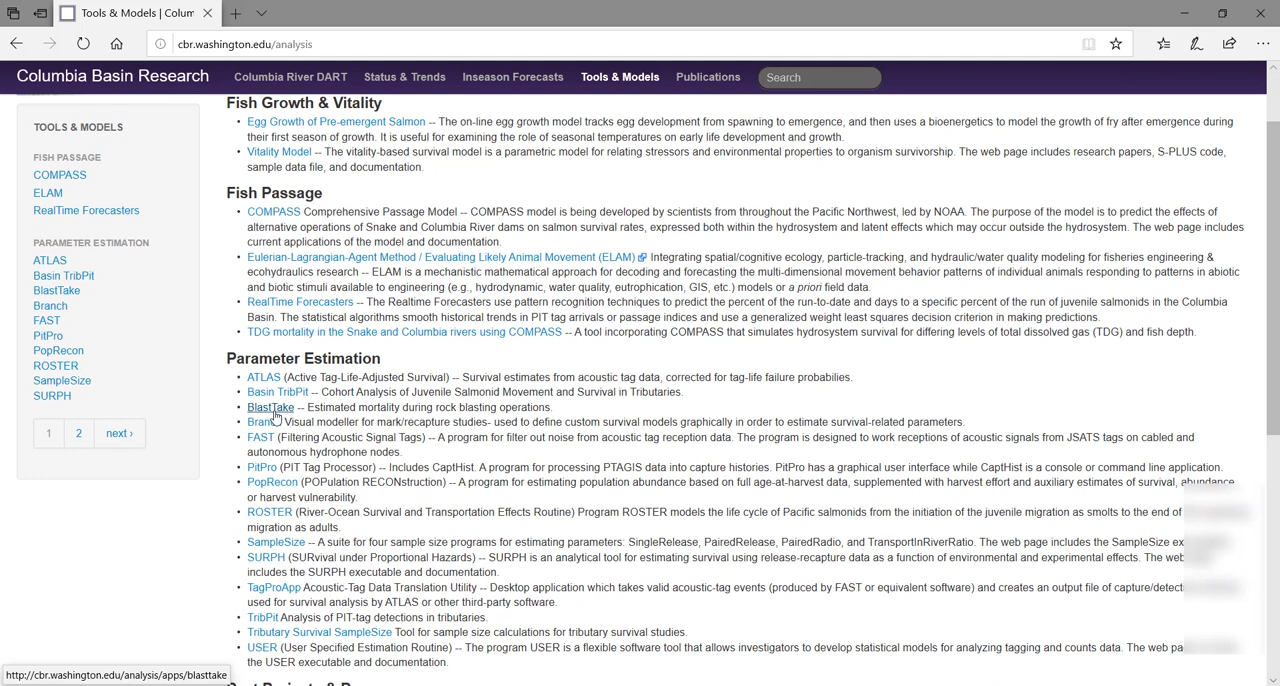 Tools & Models | Colum
cbr.washington.edu/analysis
Columbia Basin Research
Columbia River DART
Status & Trends
Inseason Forecasts
Tools & Models
Publications
Search
TOOLS & MODELS
FISH PASSAGE
COMPASS
ELAM
RealTime Forecasters
PARAMETER ESTIMATION
ATLAS
Basin TribPit
BlastTake
Branch
FAST
PitPro
PopRecon
ROSTER
SampleSize
SURPH
1
2
next ›
Fish Growth & Vitality
• Egg Growth of Pre-emergent Salmon -- The on-line egg growth model tracks egg development from spawning to emergence, and then uses a bioenergetics to model the growth of fry after emergence during
their first season of growth. It is useful for examining the role of seasonal temperatures on early life development and growth.
• Vitality Model -- The vitality-based survival model is a parametric model for relating stressors and environmental properties to organism survivorship. The web page includes research papers, S-PLUS code,
sample data file, and documentation.
Fish Passage
• COMPASS Comprehensive Passage Model -- COMPASS model is being developed by scientists from throughout the Pacific Northwest, led by NOAA. The purpose of the model is to predict the effects of
alternative operations of Snake and Columbia River dams on salmon survival rates, expressed both within the hydrosystem and latent effects which may occur outside the hydrosystem. The web page includes
current applications of the model and documentation.
• Eulerian-Lagrangian-Agent Method / Evaluating Likely Animal Movement (ELAM) Integrating spatial/cognitive ecology, particle-tracking, and hydraulic/water quality modeling for fisheries engineering &
ecohydraulics research -- ELAM is a mechanistic mathematical approach for decoding and forecasting the multi-dimensional movement behavior patterns of individual animals responding to patterns in abiotic
and biotic stimuli available to engineering (e.g., hydrodynamic, water quality, eutrophication, GIS, etc.) models or a priori field data.
• RealTime Forecasters -- The Realtime Forecasters use pattern recognition techniques to predict the percent of the run-to-date and days to a specific percent of the run of juvenile salmonids in the Columbia
Basin. The statistical algorithms smooth historical trends in PIT tag arrivals or passage indices and use a generalized weight least squares decision criterion in making predictions.
• TDG mortality in the Snake and Columbia rivers using COMPASS -- A tool incorporating COMPASS that simulates hydrosystem survival for differing levels of total dissolved gas (TDG) and fish depth.
Parameter Estimation
• ATLAS (Active Tag-Life-Adjusted Survival) -- Survival estimates from acoustic tag data, corrected for tag-life failure probabilies.
• Basin TribPit -- Cohort Analysis of Juvenile Salmonid Movement and Survival in Tributaries.
• BlastTake -- Estimated mortality during rock blasting operations.
• Visual modeller for mark/recapture studies- used to define custom survival models graphically in order to estimate survival-related parameters.
• FAST (Filtering Acoustic Signal Tags) -- A program for filter out noise from acoustic tag reception data. The program is designed to work receptions of acoustic signals from JSATS tags on cabled and
autonomous hydrophone nodes.
• PitPro (PIT Tag Processor) -- Includes CaptHist. A program for processing PTAGIS data into capture histories. PitPro has a graphical user interface while CaptHist is a console or command line application.
• PopRecon (POPulation RECONstruction) -- A program for estimating population abundance based on full age-at-harvest data, supplemented with harvest effort and auxiliary estimates of survival, abundance
or harvest vulnerability.
• ROSTER (River-Ocean Survival and Transportation Effects Routine) Program ROSTER models the life cycle of Pacific salmonids from the initiation of the juvenile migration as smolts to the end of
migration as adults.
• SampleSize -- A suite for four sample size programs for estimating parameters: SingleRelease, PairedRelease, PairedRadio, and TransportInRiverRatio. The web page includes the SampleSize
• SURPH (SURvival under Proportional Hazards) -- SURPH is an analytical tool for estimating survival using release-recapture data as a function of environmental and experimental effects. The
includes the SURPH executable and documentation.
• TagProApp Acoustic-Tag Data Translation Utility -- Desktop application which takes valid acoustic-tag events (produced by FAST or equivalent software) and creates an output file of
used for survival analysis by ATLAS or other third-party software.
• TribPit Analysis of PIT-tag detections in tributaries.
• Tributary Survival SampleSize Tool for sample size calculations for tributary survival studies.
• USER (User Specified Estimation Routine) -- The program USER is a flexible software tool that allows investigators to develop statistical models for analyzing tagging and counts data. The web
the USER executable and documentation.
http://cbr.washington.edu/analysis/apps/blasttake